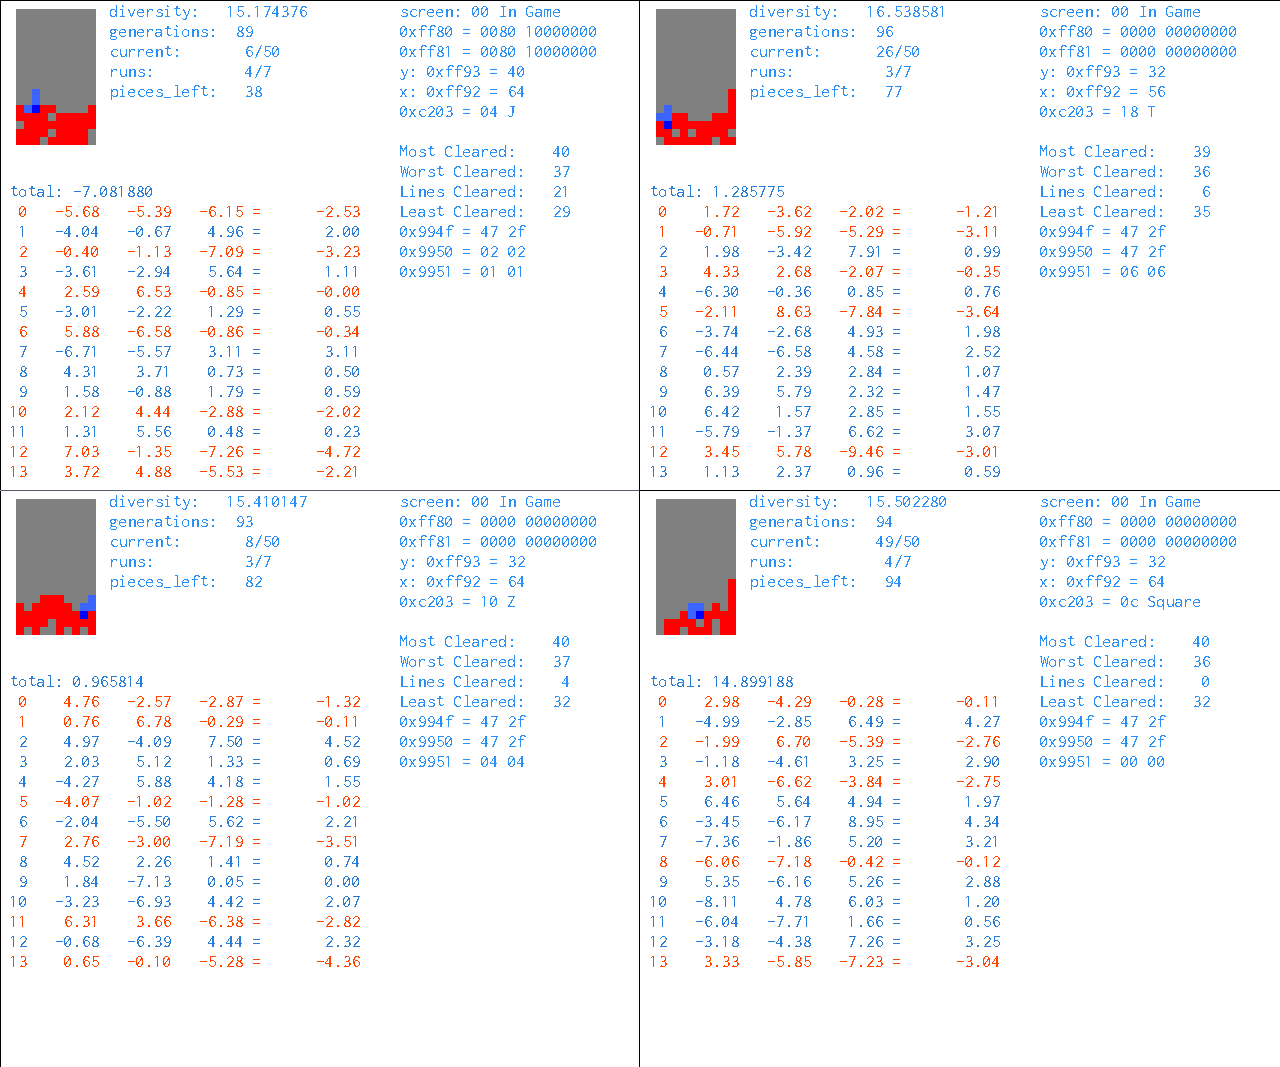 diversity: 15.174376 screen: 00 In Game
generations: 89 0xff80 = 0080 10000000
current: 6/50 0xff81 = 0080 10000000
runs: 4/7 y: 0xff93 = 40
pieces_left: 38 x: 0xff92 = 64
0xc203 = 04 J
Most Cleared: 40
Worst Cleared: 37
total: -7.081880 Lines Cleared: 21
0 -5.68 -5.39 -6.15 = -2.53 Least Cleared: 29
1 -4.04 -0.67 4.96 = 2.00 0x994f = 47 2f
2 -0.40 -1.13 -7.09 = -3.23 0x9950 = 02 02
3 -3.61 -2.94 5.64 = 1.11 0x9951 = 01 01
4 2.59 6.53 -0.85 = -0.00
5 -3.01 -2.22 1.29 = 0.55
6 5.88 -6.58 -0.86 = -0.34
7 -6.71 -5.57 3.11 = 3.11
8 4.31 3.71 0.73 = 0.50
9 1.58 -0.88 1.79 = 0.59
10 2.12 4.44 -2.88 = -2.02
11 1.31 5.56 0.48 = 0.23
12 7.03 -1.35 -7.26 = -4.72
13 3.72 4.88 -5.53 = -2.21
diversity: 16.538581 screen: 00 In Game
generations: 96 0xff80 = 0000 00000000
current: 26/50 0xff81 = 0000 00000000
runs: 3/7 y: 0xff93 = 32
pieces_left: 77 x: 0xff92 = 56
0xc203 = 18 T
Most Cleared: 39
Worst Cleared: 36
total: 1.285775 Lines Cleared: 6
0 1.72 -3.62 -2.02 = -1.21 Least Cleared: 35
1 -0.71 -5.92 -5.29 = -3.11 0x994f = 47 2f
2 1.98 -3.42 7.91 = 0.99 0x9950 = 47 2f
3 4.33 2.68 -2.07 = -0.35 0x9951 = 06 06
4 -6.30 -0.36 0.85 = 0.76
5 -2.11 8.63 -7.84 = -3.64
6 -3.74 -2.68 4.93 = 1.98
7 -6.44 -6.58 4.58 = 2.52
8 0.57 2.39 2.84 = 1.07
9 6.39 5.79 2.32 = 1.47
10 6.42 1.57 2.85 = 1.55
11 -5.79 -1.37 6.62 = 3.07
12 3.45 5.78 -9.46 = -3.01
13 1.13 2.37 0.96 = 0.59
diversity: 15.410147 screen: 00 In Game
generations: 93 0xff80 = 0000 00000000
current: 8/50 0xff81 = 0000 00000000
runs: 3/7 y: 0xff93 = 32
pieces_left: 82 x: 0xff92 = 64
0xc203 = 10 Z
Most Cleared: 40
Worst Cleared: 37
total: 0.965814 Lines Cleared: 4
0 4.76 -2.57 -2.87 = -1.32 Least Cleared: 32
1 0.76 6.78 -0.29 = -0.11 0x994f = 47 2f
2 4.97 -4.09 7.50 = 4.52 0x9950 = 47 2f
3 2.03 5.12 1.33 = 0.69 0x9951 = 04 04
4 -4.27 5.88 4.18 = 1.55
5 -4.07 -1.02 -1.28 = -1.02
6 -2.04 -5.50 5.62 = 2.21
7 2.76 -3.00 -7.19 = -3.51
8 4.52 2.26 1.41 = 0.74
9 1.84 -7.13 0.05 = 0.00
10 -3.23 -6.93 4.42 = 2.07
11 6.31 3.66 -6.38 = -2.82
12 -0.68 -6.39 4.44 = 2.32
13 0.65 -0.10 -5.28 = -4.36
diversity: 15.502280 screen: 00 In Game
generations: 94 0xff80 = 0000 00000000
current: 49/50 0xff81 = 0000 00000000
runs: 4/7 y: 0xff93 = 32
pieces_left: 94 x: 0xff92 = 64
0xc203 = 0c Square
Most Cleared: 40
Worst Cleared: 36
total: 14.899188 Lines Cleared: 0
0 2.98 -4.29 -0.28 = -0.11 Least Cleared: 32
1 -4.99 -2.85 6.49 = 4.27 0x994f = 47 2f
2 -1.99 6.70 -5.39 = -2.76 0x9950 = 47 2f
3 -1.18 -4.61 3.25 = 2.90 0x9951 = 00 00
4 3.01 -6.62 -3.84 = -2.75
5 6.46 5.64 4.94 = 1.97
6 -3.45 -6.17 8.95 = 4.34
7 -7.36 -1.86 5.20 = 3.21
8 -6.06 -7.18 -0.42 = -0.12
9 5.35 -6.16 5.26 = 2.88
10 -8.11 4.78 6.03 = 1.20
11 -6.04 -7.71 1.66 = 0.56
12 -3.18 -4.38 7.26 = 3.25
13 3.33 -5.85 -7.23 = -3.04